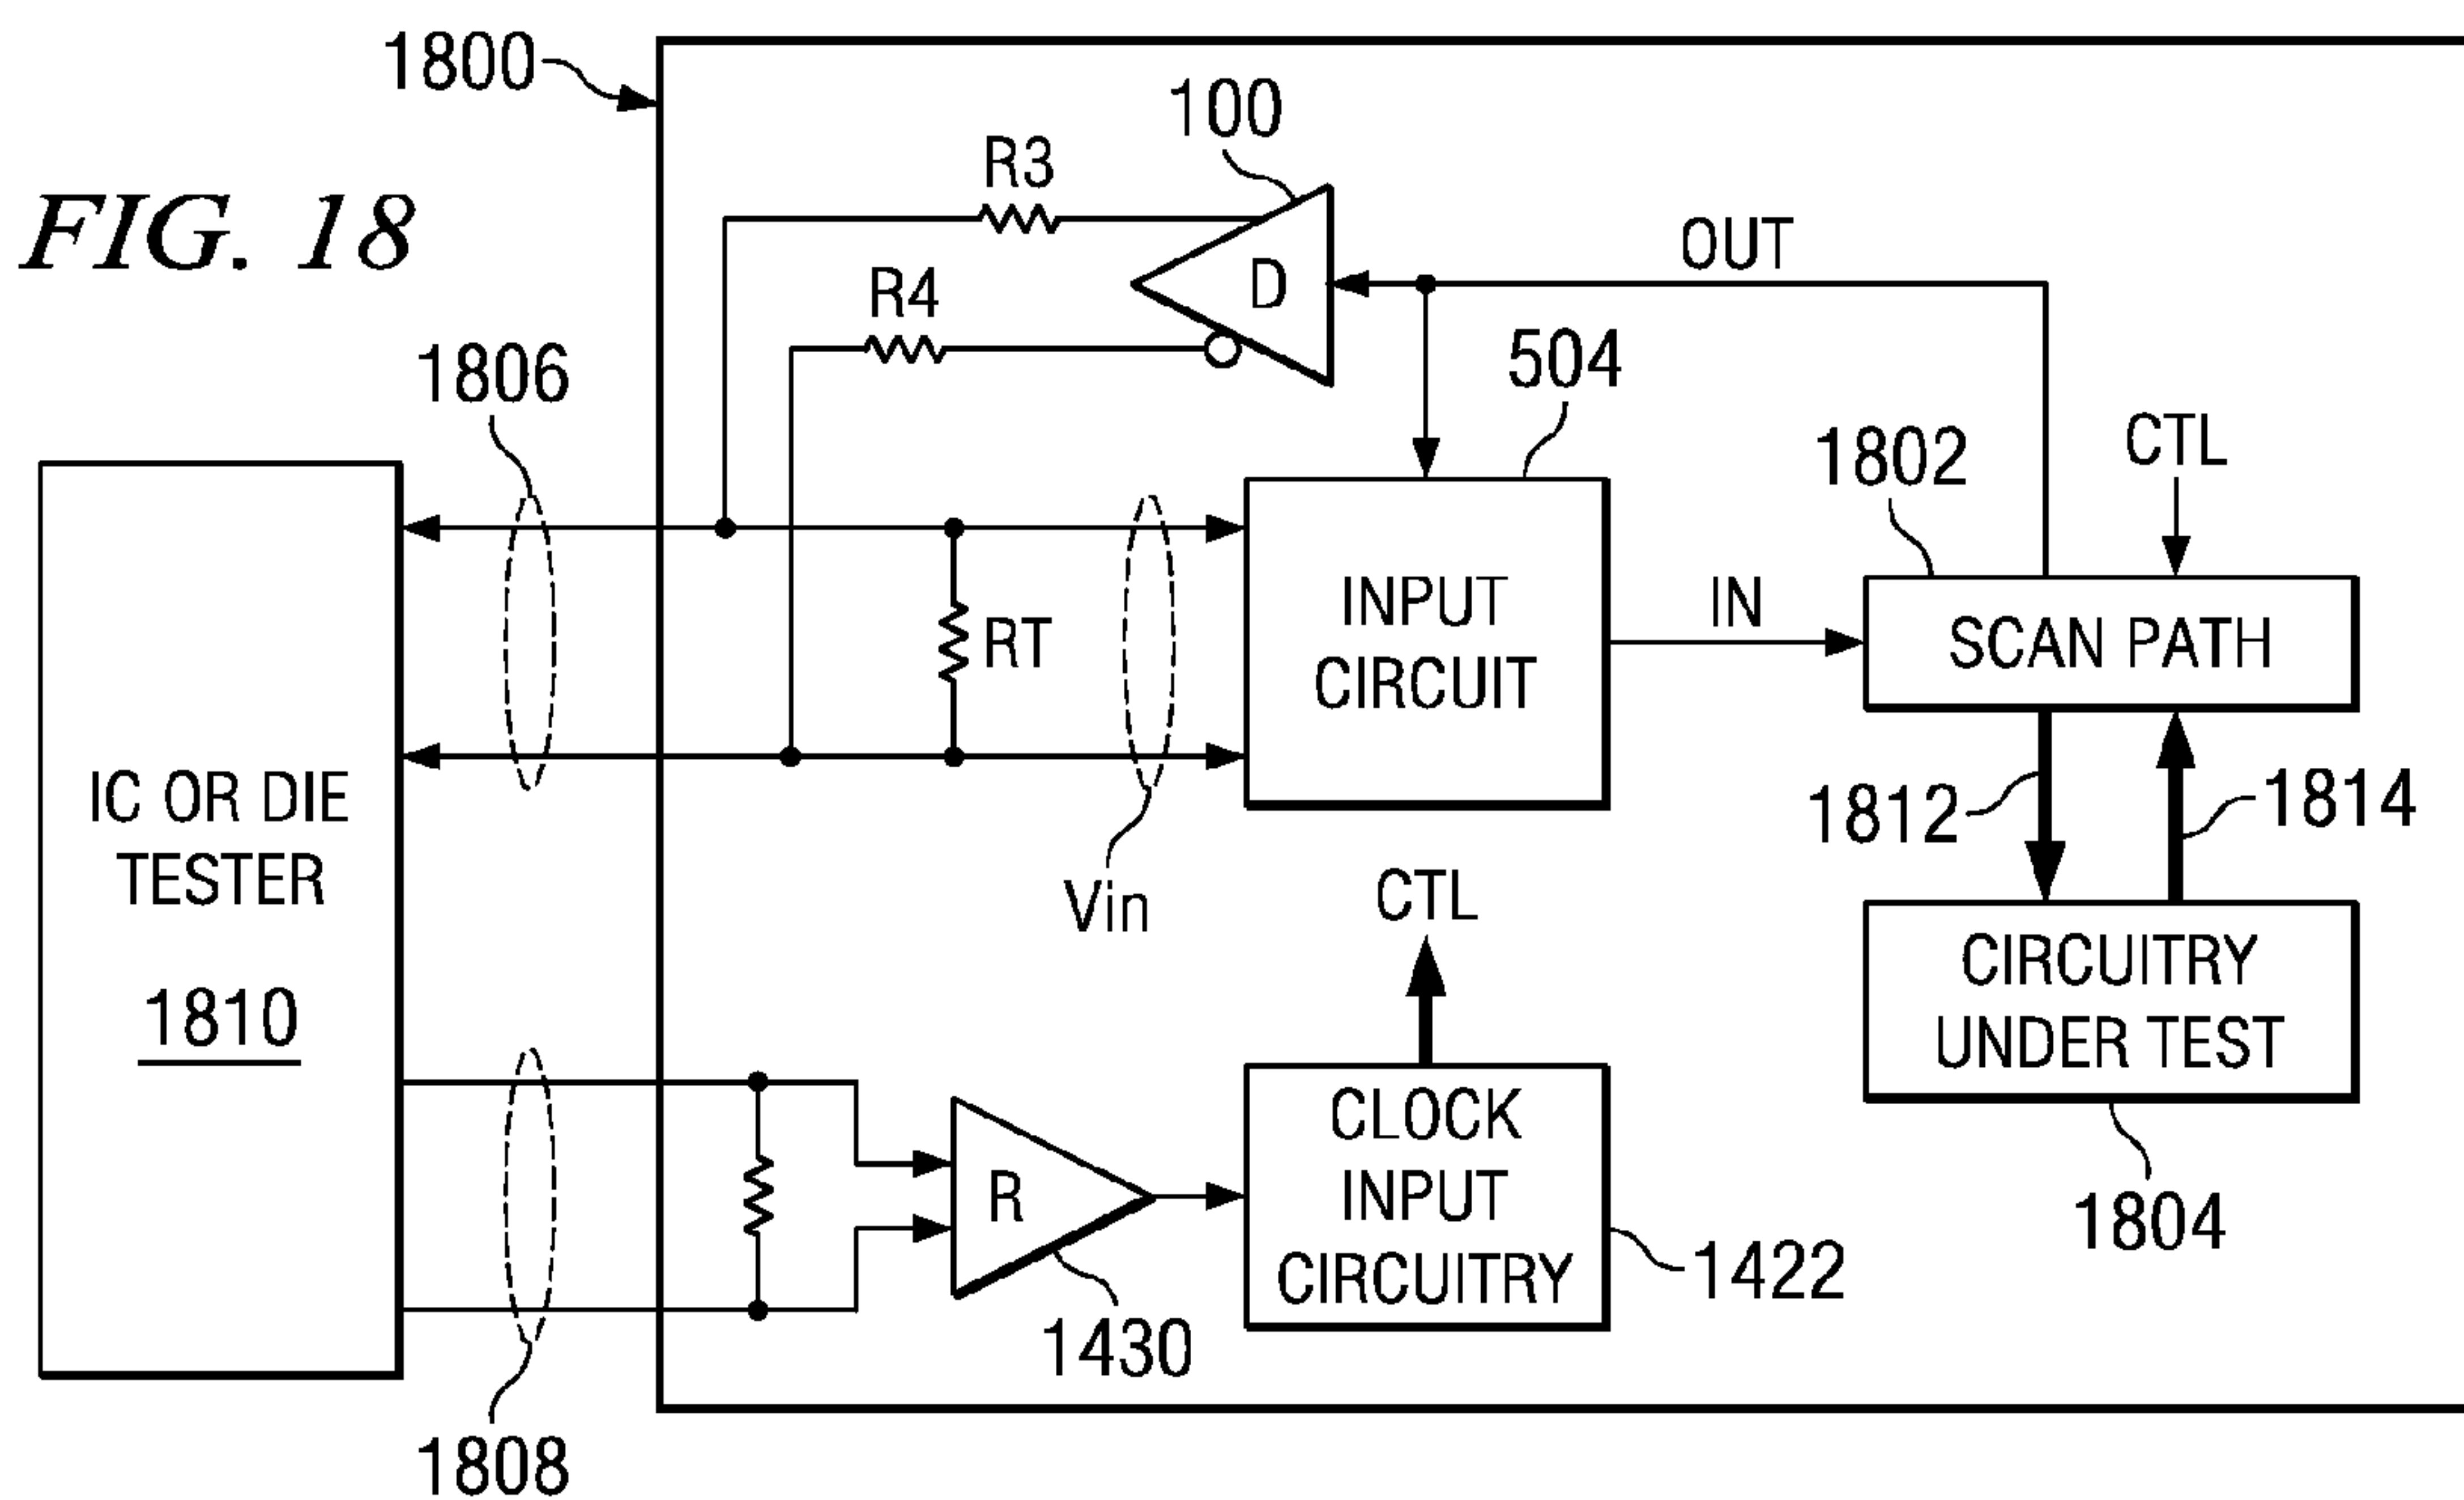 1800
100
R3
FIG. 18
OUT
D
R4
504
1806
1802
CTL
INPUT
CIRCUIT
IN
RT
SCAN PATH
IC OR DIE
TESTER
1810
1812
1814
Vin
CTL
CIRCUITRY
UNDER TEST
CLOCK
INPUT
CIRCUITRY
R
1804
1422
1430
1808